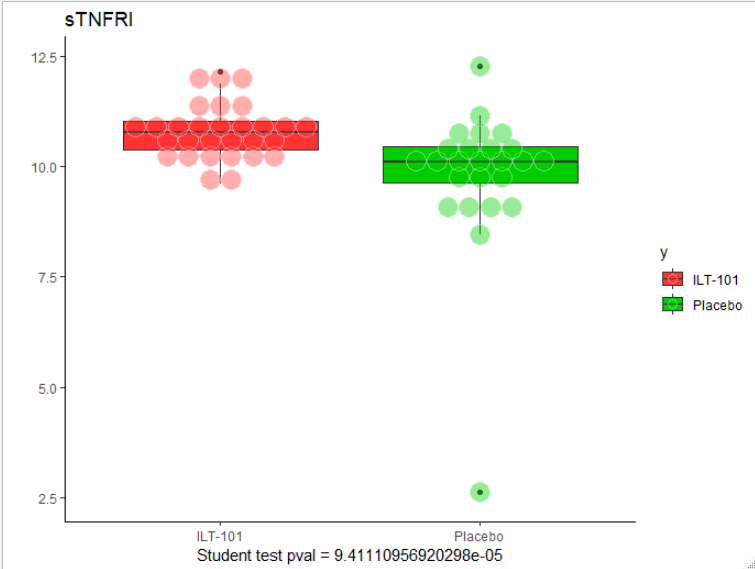 sTNFRI
12.5
10.0
7.5
5.0
2.5
ILT-101
Placebo
Student test pval = 9.41110956920298e-05
y
ILT-101
Placebo